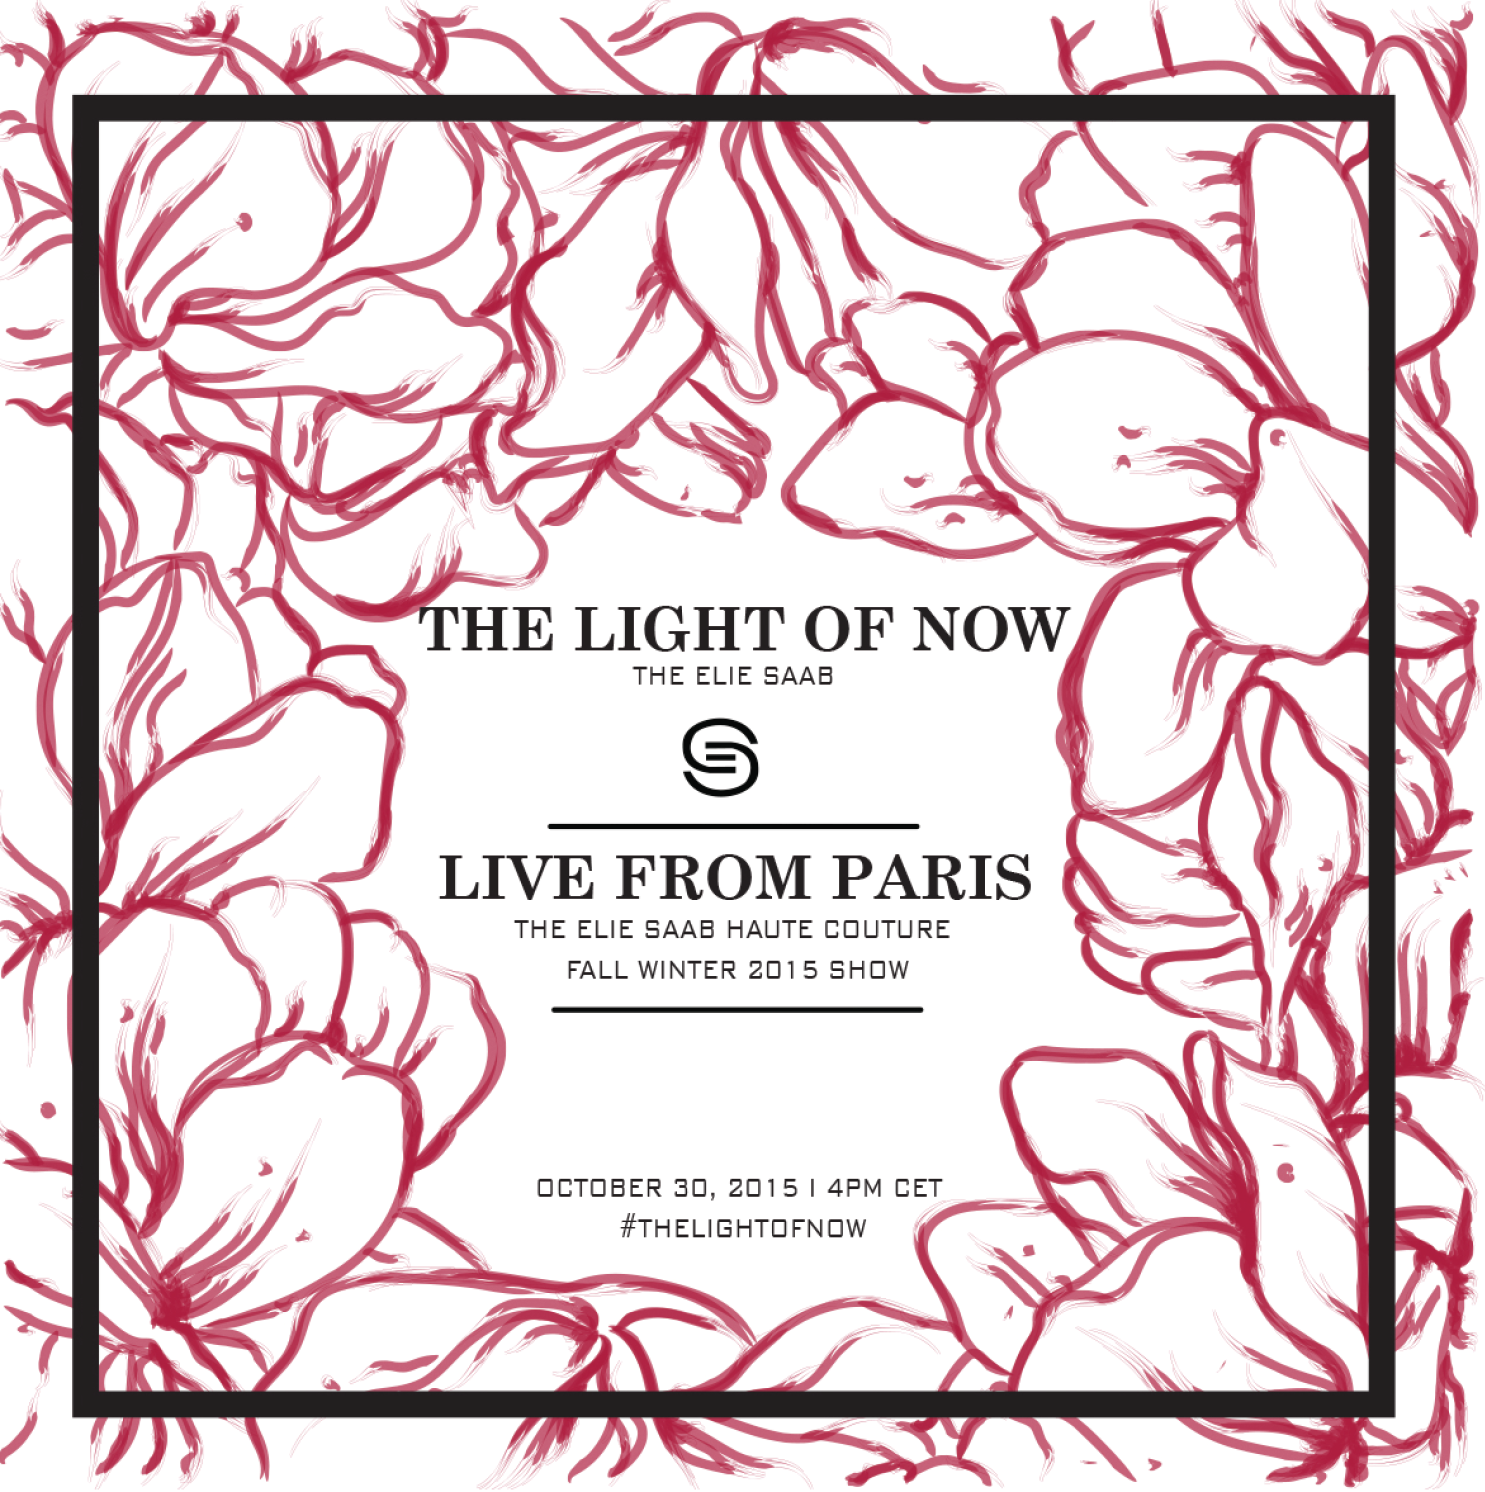 THE LIGHT OF NOW
THE ELIE SAAB
LIVE FROM PARIS
THE ELIE SAAB HAUTE COUTURE
FALL WINTER 2015 SHOW
OCTOBER 30, 2015 | 4PM CET
#THELIGHTOFNOW